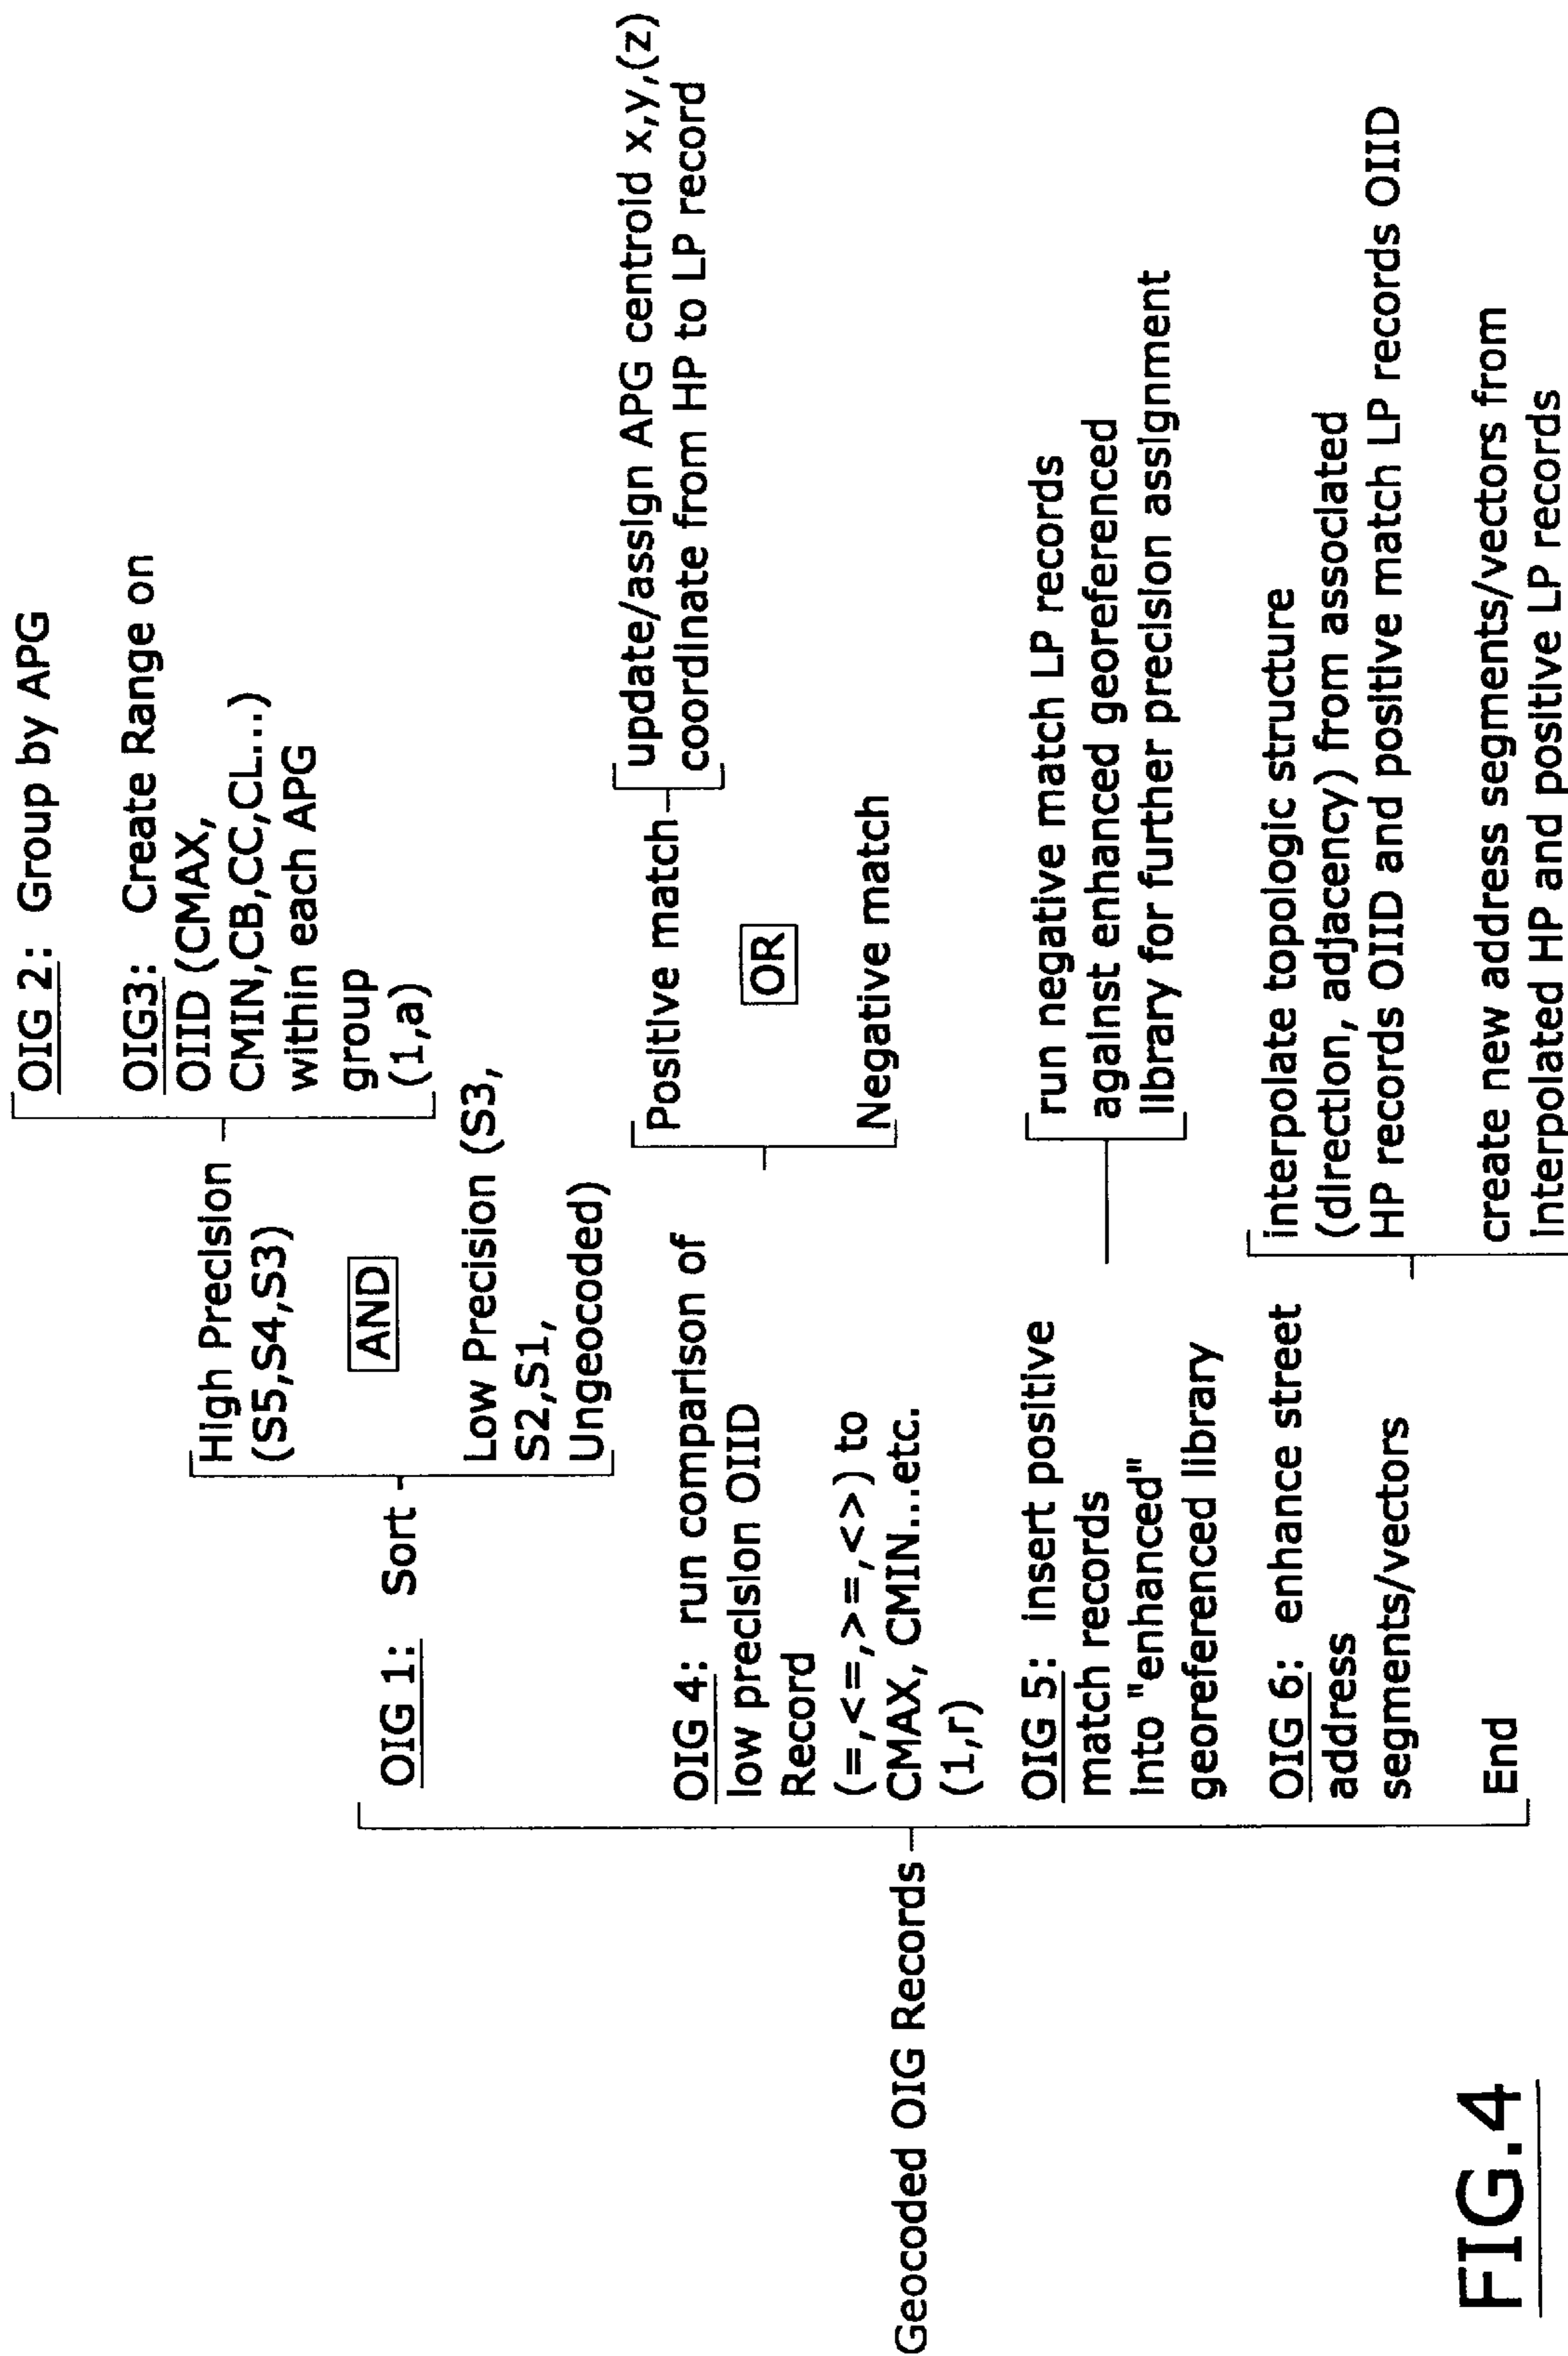 Geocoded OIG Records
OIG 1: Sort
High Precision
(S5,S4,S3)
AND
Low Precision (S3,
S2,S1,
Ungeocoded)
OIG 2: Group by APG
OIG3: Create Range on
OIID (CMAX,
CMIN,CB,CC,CL...)
within each APG
group
(1,a)
OIG 4: run comparison of
low precision OIID
Record
(=,<=,>=,<>) to
CMAX, CMIN...etc.
(1,r)
Positive match
OR
Negative match
update/assign APG centroid x,y,(z)
coordinate from HP to LP record
OIG 5: insert positive
match records
into "enhanced"
georeferenced library
run negative match LP records
against enhanced georeferenced
library for further precision assignment
OIG 6: enhance street
address
segments/vectors
interpolate topologic structure
(direction, adjacency) from associated
HP records OIID and positive match LP records OIID
create new address segments/vectors from
interpolated HP and positive LP records
End
FIG.4